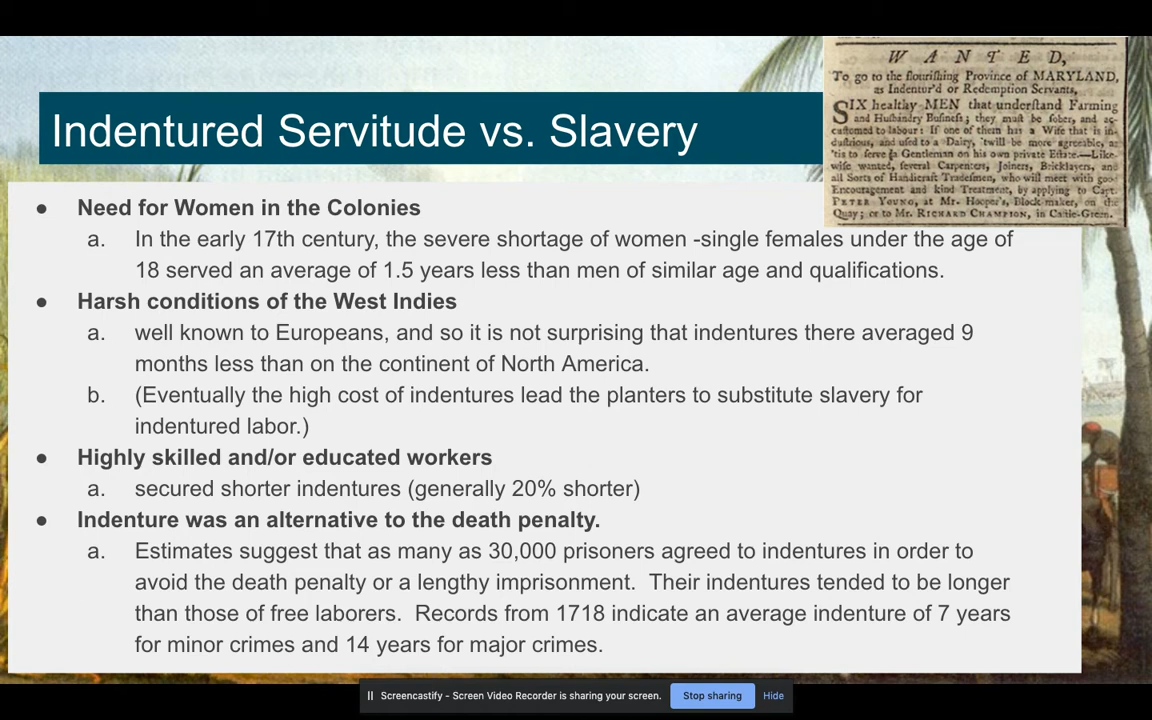 Indentured Servitude vs. Slavery
W A N T E D,
To go to the flouriſhing Province of MARYLAND,
as Indentur'd or Redemption Servants,
SIX healthy MEN that underſtand Farming
and Huſbandry Buſineſs; they muſt be ſober, and ac-
cuſtomed to labour: If one of them has a Wife that is in-
duſtrious, and uſed to a Dairy, 'twill be more agreeable, as
'tis to ſerve a Gentleman on his own private Eſtate.—Like-
wiſe wanted, ſeveral Carpenters, Joiners, Bricklayers, and
all Sorts of Handicraft Tradeſmen, who will meet with goo
Encouragement and kind Treatment, by applying to Capt.
PETER YOUNG, at Mr. Hooper's, Block-maker, on the
Quay; or to Mr. RICHARD CHAMPION, in Caſtle-Green.
● Need for Women in the Colonies
a. In the early 17th century, the severe shortage of women -single females under the age of
18 served an average of 1.5 years less than men of similar age and qualifications.
● Harsh conditions of the West Indies
a. well known to Europeans, and so it is not surprising that indentures there averaged 9
months less than on the continent of North America.
b. (Eventually the high cost of indentures lead the planters to substitute slavery for
indentured labor.)
● Highly skilled and/or educated workers
a. secured shorter indentures (generally 20% shorter)
● Indenture was an alternative to the death penalty.
a. Estimates suggest that as many as 30,000 prisoners agreed to indentures in order to
avoid the death penalty or a lengthy imprisonment. Their indentures tended to be longer
than those of free laborers. Records from 1718 indicate an average indenture of 7 years
for minor crimes and 14 years for major crimes.
Screencastify - Screen Video Recorder is sharing your screen. Stop sharing Hide